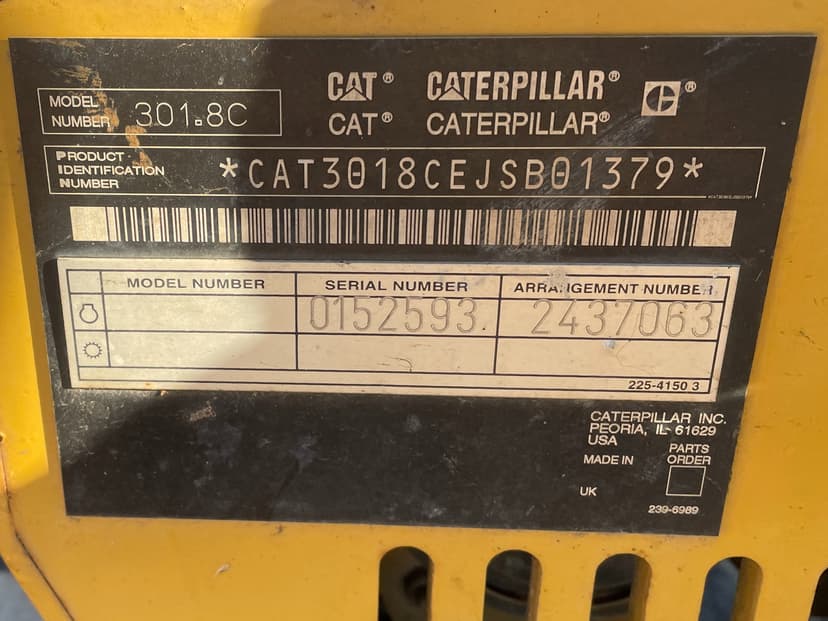 CAT® CATERPILLAR® C®
MODEL NUMBER 301.8C
CAT® CATERPILLAR®
PRODUCT IDENTIFICATION NUMBER *CAT3018CEJSB01379*
MODEL NUMBER SERIAL NUMBER ARRANGEMENT NUMBER
0152593 2437063
225-4150 3
CATERPILLAR INC.
PEORIA, IL 61629
USA
MADE IN
UK
PARTS
ORDER
239-6989